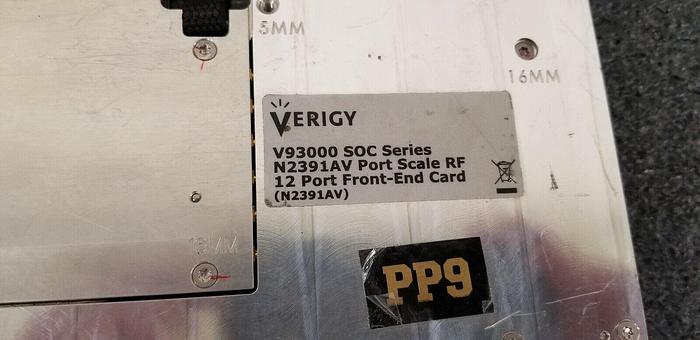 5MM
16MM
VERIGY
V93000 SOC Series
N2391AV Port Scale RF
12 Port Front-End Card
(N2391AV)
PP9